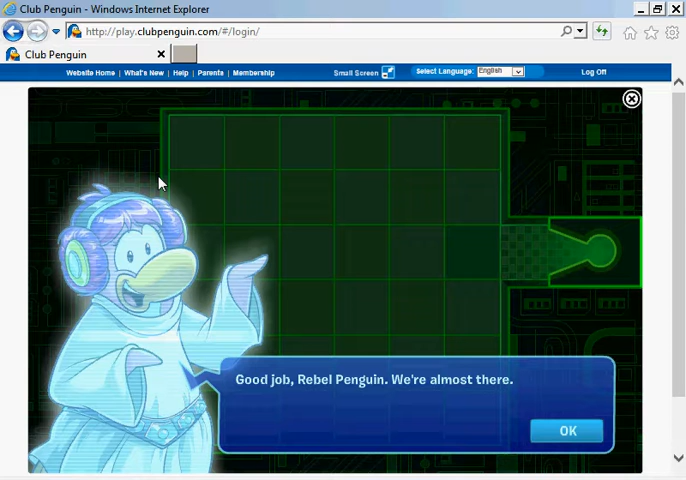 Club Penguin - Windows Internet Explorer
http://play.clubpenguin.com/#/login/
Club Penguin
Website Home | What's New | Help | Parents | Membership
Small Screen
Select Language: English
Log Off
Good job, Rebel Penguin. We're almost there.
OK